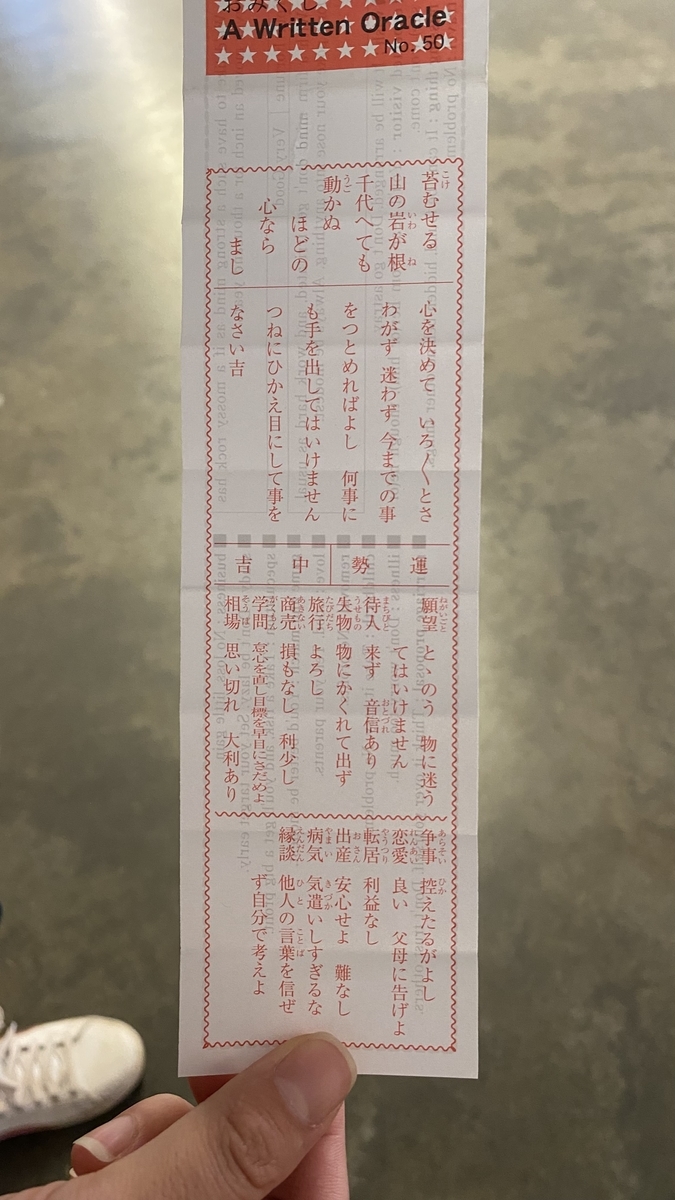 おみくじ
A Written Oracle
No. 50
苔むせる
山の岩が根
千代へても
動かぬ
ほどの
心なら
まし
心を決めて いろ〳〵とさ
わがず 迷わず 今までの事
をつとめればよし 何事に
も手を出してはいけません
つねにひかえ目にして事を
なさい吉
運勢 中吉
願望 とゝのう 物に迷う
てはいけません
待人 来ず 音信あり
失物 物にかくれて出ず
旅行 よろし
商売 損もなし 利少し
学問 怠心を直し目標を早目にさだめよ
相場 思い切れ 大利あり
争事 控えたるがよし
恋愛 良い 父母に告げよ
転居 利益なし
出産 安心せよ 難なし
病気 気遣いしすぎるな
縁談 他人の言葉を信ぜ
ず自分で考えよ